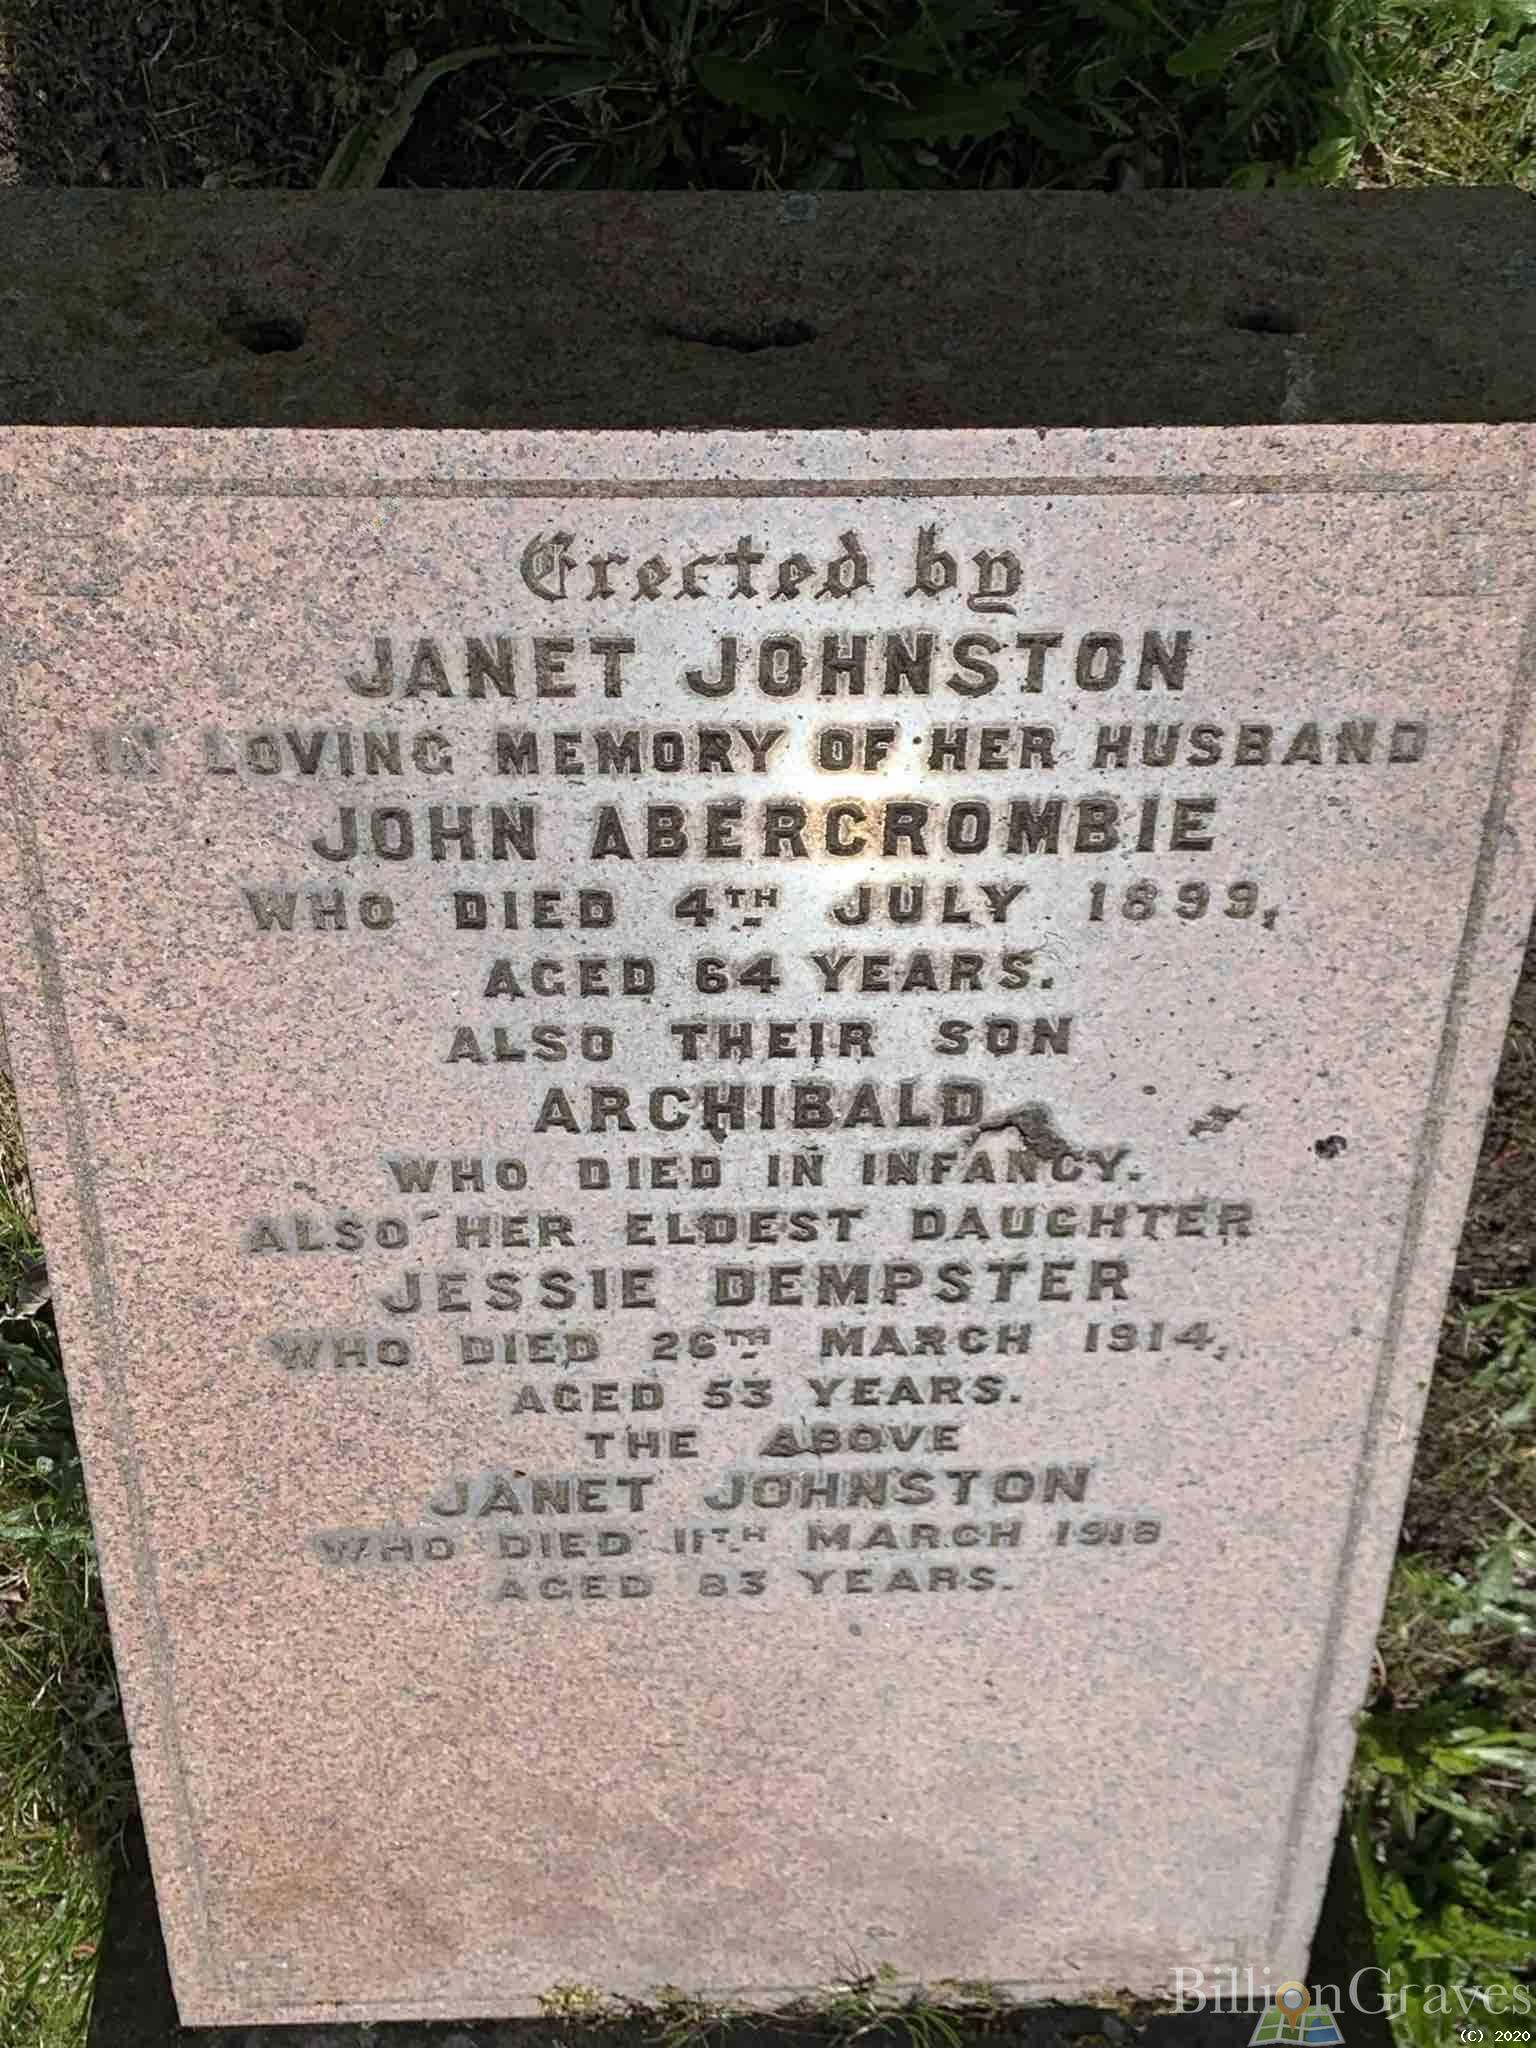 Erected by
JANET JOHNSTON
IN LOVING MEMORY OF HER HUSBAND
JOHN ABERCROMBIE
WHO DIED 4TH JULY 1899,
AGED 64 YEARS.
ALSO THEIR SON
ARCHIBALD
WHO DIED IN INFANCY.
ALSO HER ELDEST DAUGHTER
JESSIE DEMPSTER
WHO DIED 26TH MARCH 1914,
AGED 53 YEARS.
THE ABOVE
JANET JOHNSTON
WHO DIED 11TH MARCH 1918
AGED 83 YEARS.
BillionGraves
(C) 2020